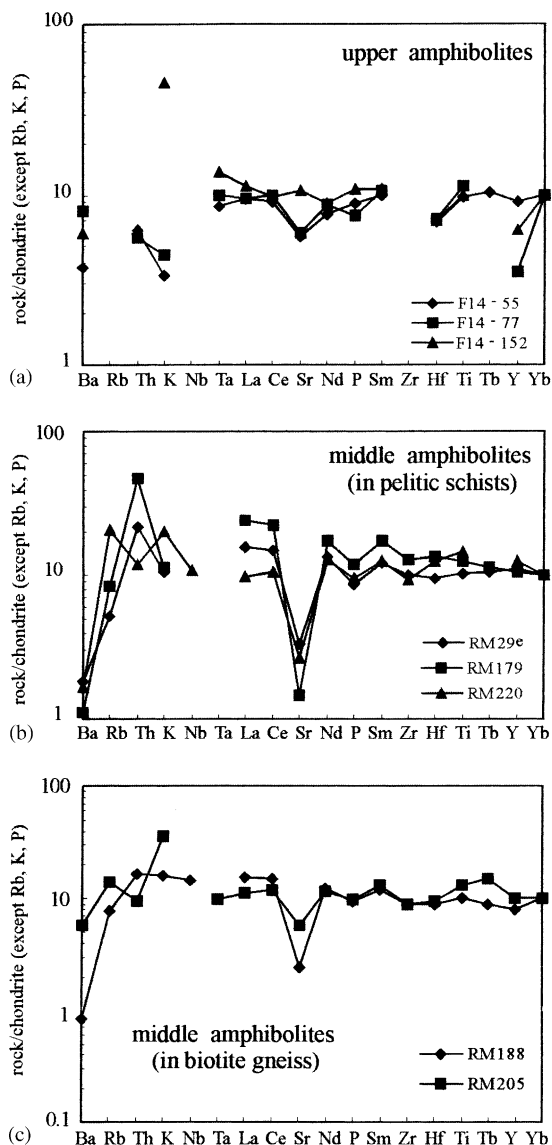 100
upper amphibolites
rock/chondrite (except Rb, K, P)
10
F14 - 55
F14 - 77
F14 - 152
1
(a)
Ba Rb Th K Nb Ta La Ce Sr Nd P Sm Zr Hf Ti Tb Y Yb
100
middle amphibolites
(in pelitic schists)
rock/chondrite (except Rb, K, P)
10
RM29e
RM179
RM220
1
(b)
Ba Rb Th K Nb Ta La Ce Sr Nd P Sm Zr Hf Ti Tb Y Yb
100
rock/chondrite (except Rb, K, P)
10
1
middle amphibolites
(in biotite gneiss)
RM188
RM205
0.1
(c)
Ba Rb Th K Nb Ta La Ce Sr Nd P Sm Zr Hf Ti Tb Y Yb